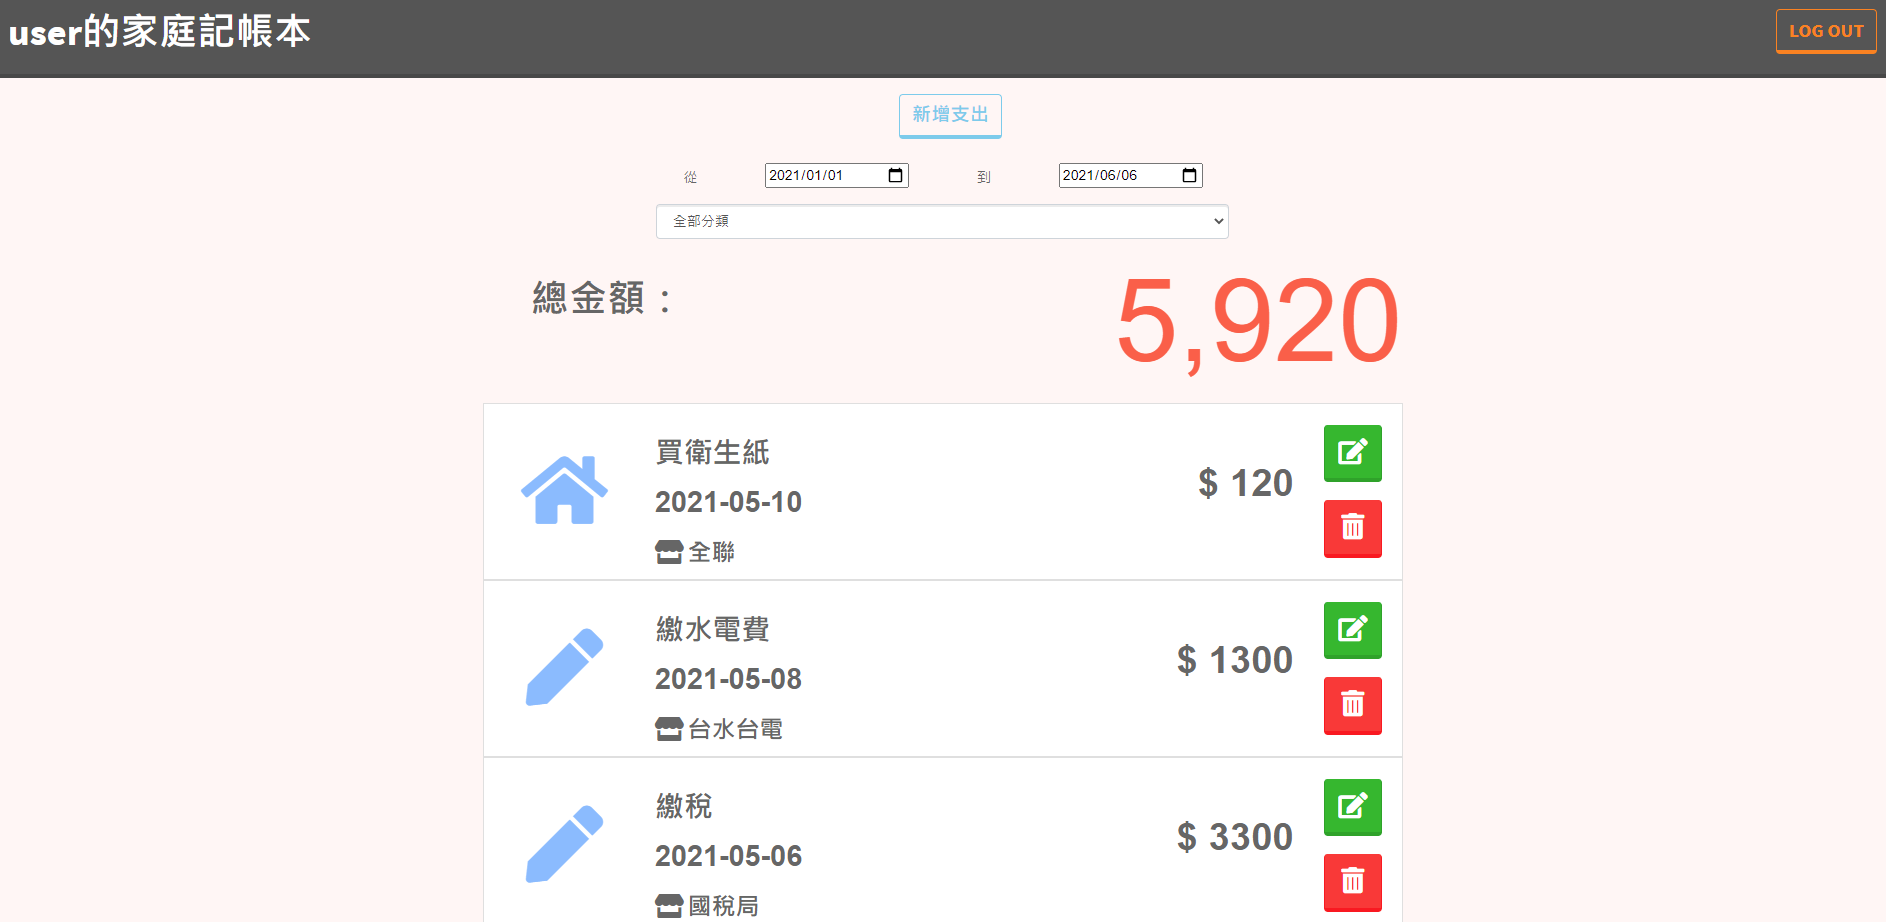 user的家庭記帳本
LOG OUT
新增支出
從 2021/01/01 到 2021/06/06
全部分類
總金額：
5,920
買衛生紙
2021-05-10
全聯
$ 120
繳水電費
2021-05-08
台水台電
$ 1300
繳稅
2021-05-06
國稅局
$ 3300